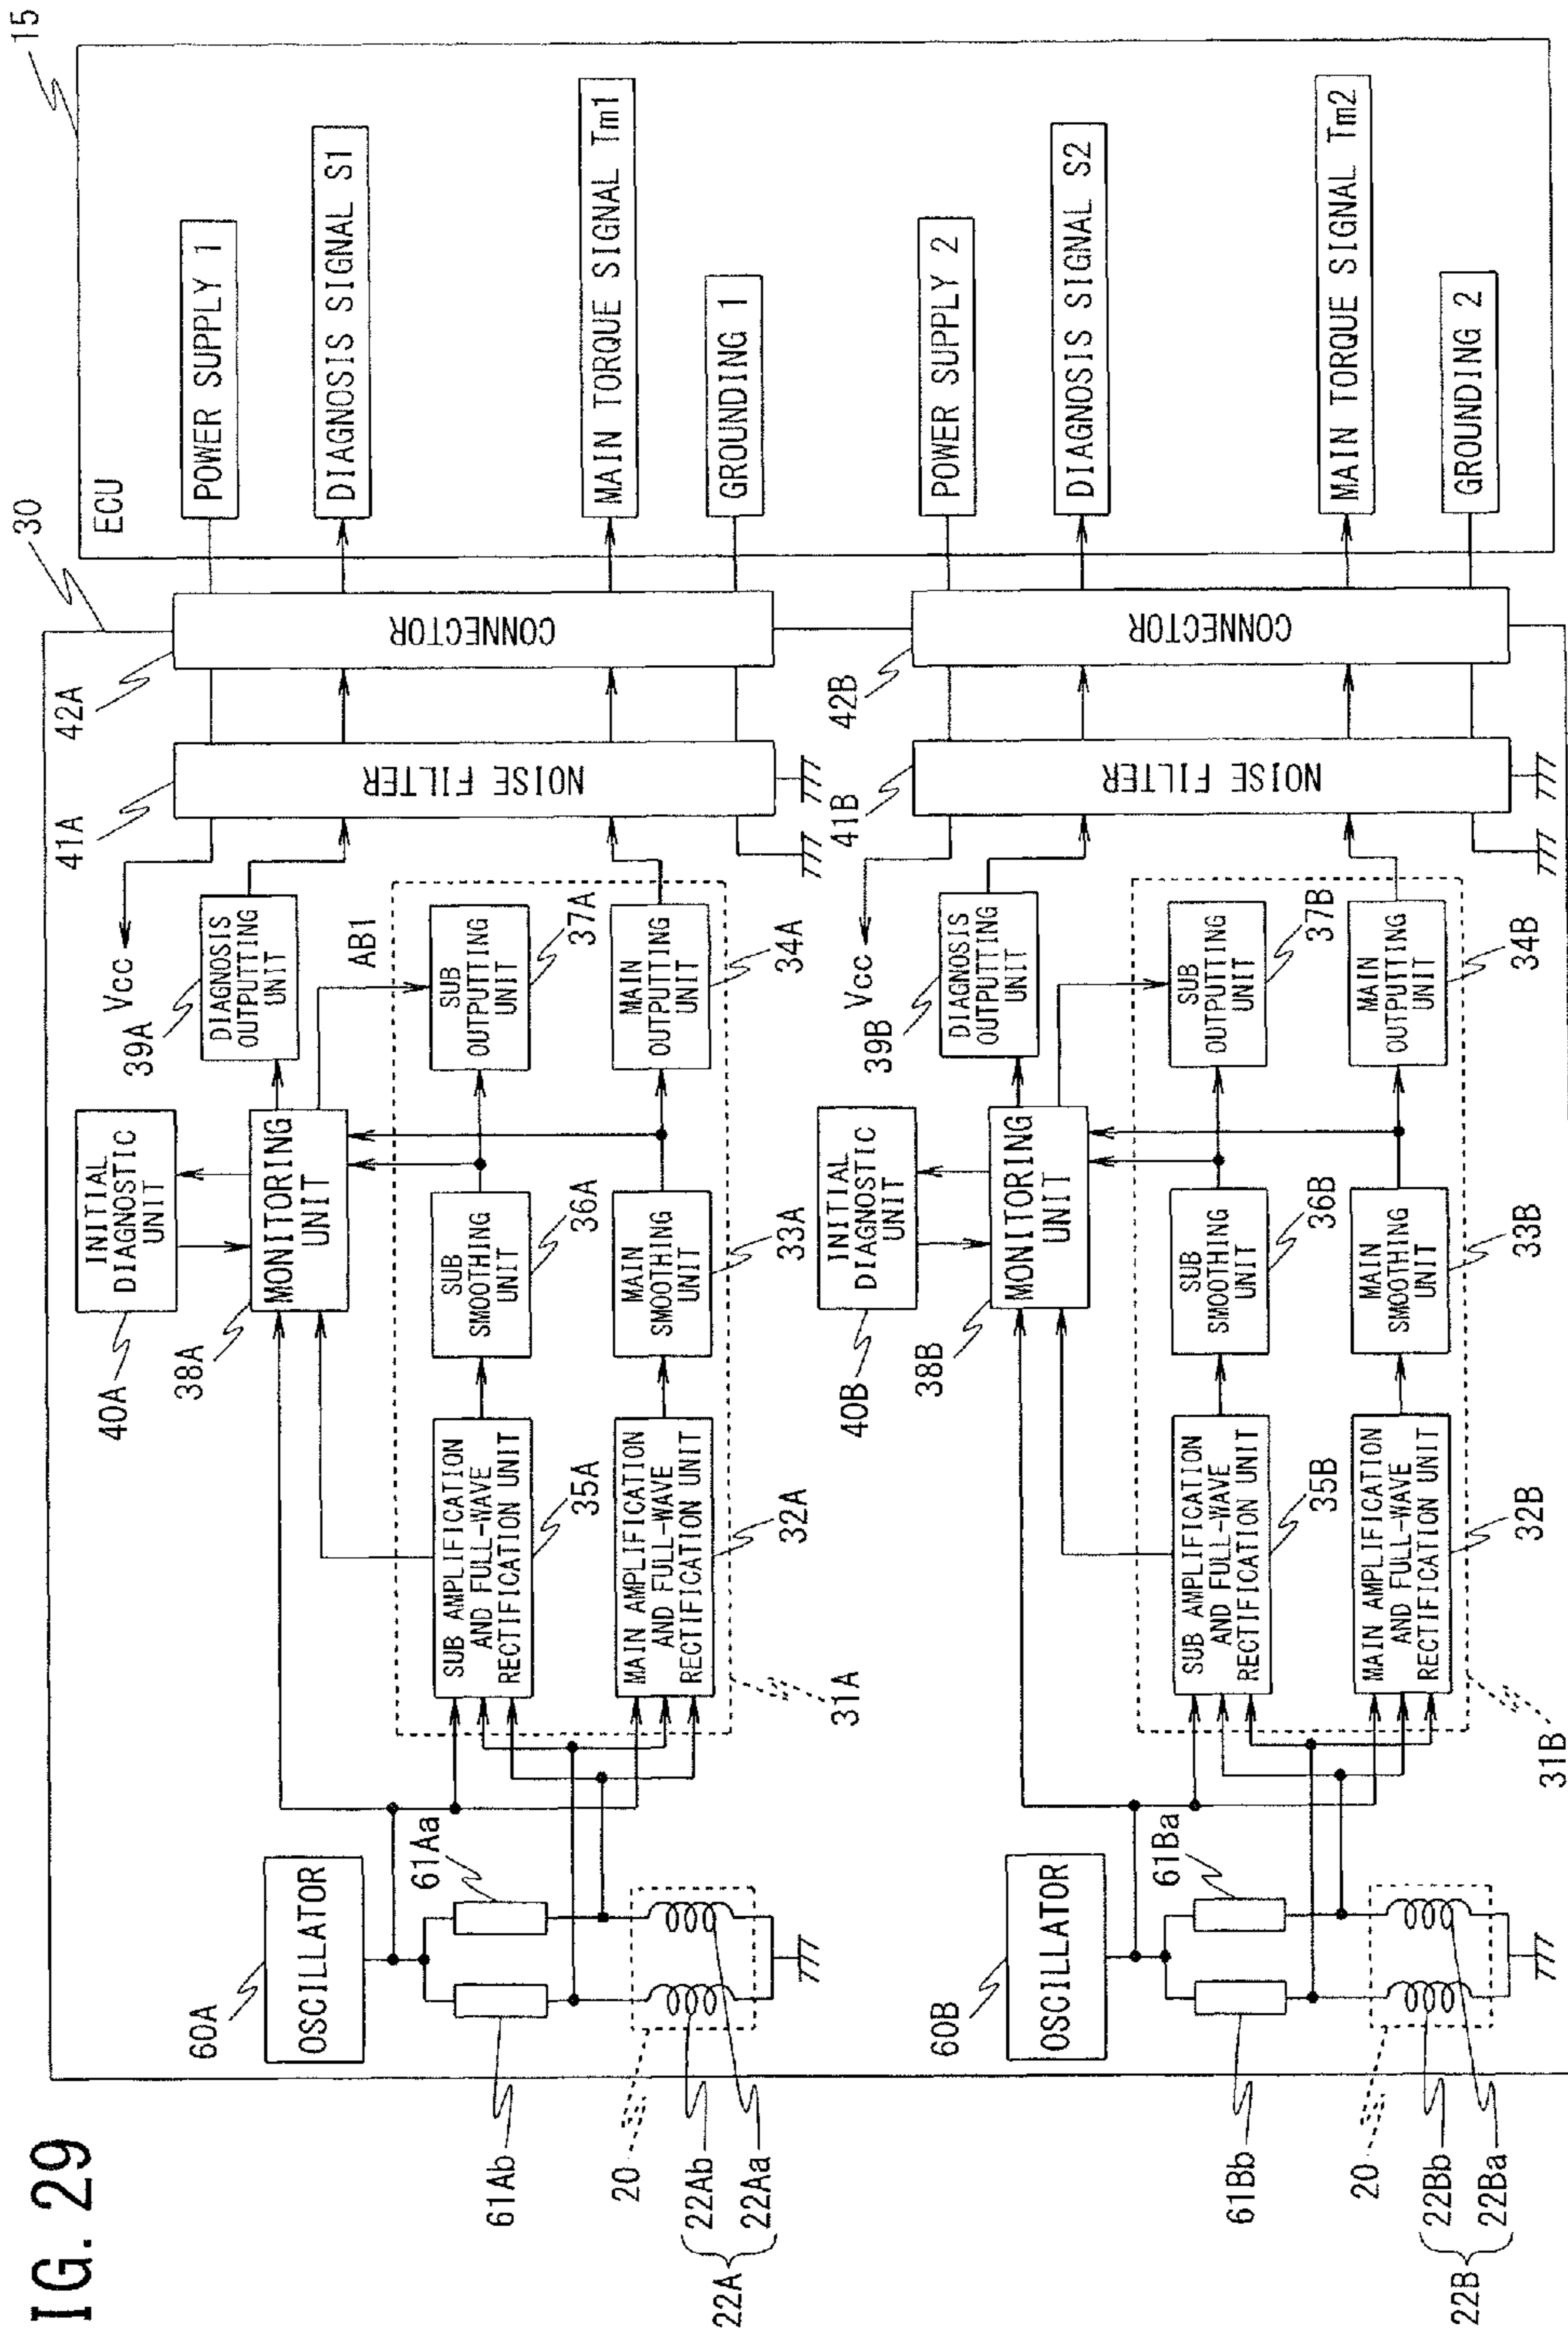 IG. 29
15
30
ECU
POWER SUPPLY 1
DIAGNOSIS SIGNAL S1
MAIN TORQUE SIGNAL Tm1
GROUNDING 1
POWER SUPPLY 2
DIAGNOSIS SIGNAL S2
MAIN TORQUE SIGNAL Tm2
GROUNDING 2
42A
CONNECTOR
42B
CONNECTOR
41A
NOISE FILTER
41B
NOISE FILTER
Vcc
39A
DIAGNOSIS
OUTPUTTING
UNIT
AB1
SUB
OUTPUTTING
UNIT
37A
MAIN
OUTPUTTING
UNIT
34A
40A
INITIAL
DIAGNOSTIC
UNIT
38A
MONITORING
UNIT
SUB
SMOOTHING
UNIT
36A
MAIN
SMOOTHING
UNIT
33A
SUB AMPLIFICATION
AND FULL-WAVE
RECTIFICATION UNIT
35A
MAIN AMPLIFICATION
AND FULL-WAVE
RECTIFICATION UNIT
32A
31A
60A
OSCILLATOR
61Aa
61Ab
20
22Ab
22Aa
22A
Vcc
39B
DIAGNOSIS
OUTPUTTING
UNIT
SUB
OUTPUTTING
UNIT
37B
MAIN
OUTPUTTING
UNIT
34B
40B
INITIAL
DIAGNOSTIC
UNIT
38B
MONITORING
UNIT
SUB
SMOOTHING
UNIT
36B
MAIN
SMOOTHING
UNIT
33B
SUB AMPLIFICATION
AND FULL-WAVE
RECTIFICATION UNIT
35B
MAIN AMPLIFICATION
AND FULL-WAVE
RECTIFICATION UNIT
32B
31B
60B
OSCILLATOR
61Ba
61Bb
20
22Bb
22Ba
22B